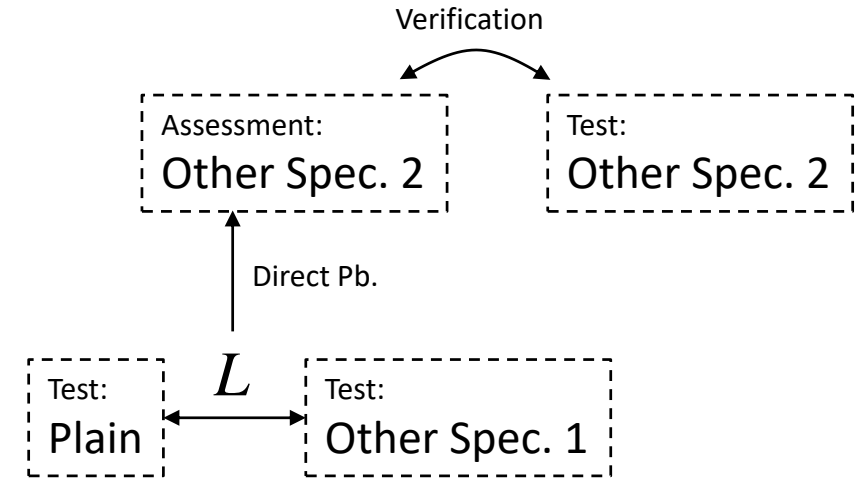 Verification
Assessment:
Other Spec. 2
Test:
Other Spec. 2
Direct Pb.
L
Test:
Plain
Test:
Other Spec. 1